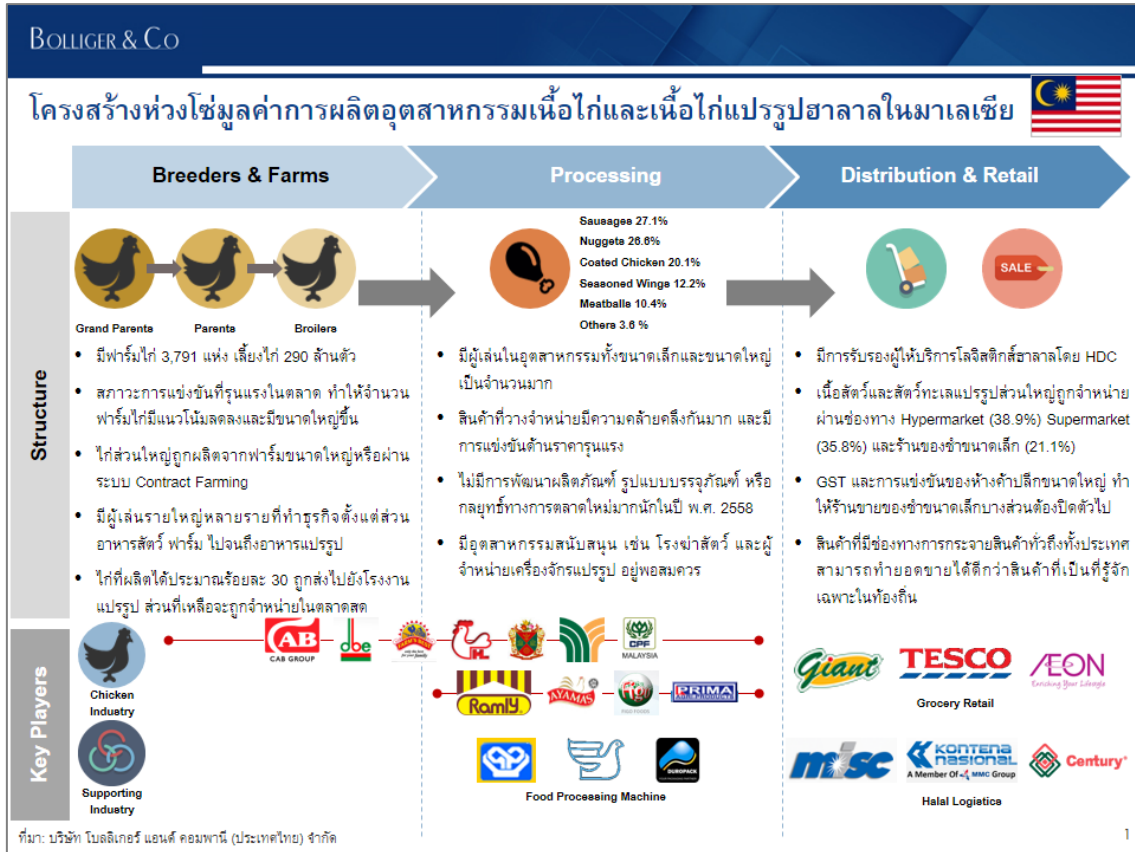 BOLLIGER & CO
โครงสร้างห่วงโซ่มูลค่าการผลิตอุตสาหกรรมเนื้อไก่และเนื้อไก่แปรรูปฮาลาลในมาเลเซีย
Breeders & Farms
Processing
Distribution & Retail
Structure
Grand Parents
Parents
Broilers
Sausages 27.1%
Nuggets 26.6%
Coated Chicken 20.1%
Seasoned Wings 12.2%
Meatballs 10.4%
Others 3.6 %
SALE
• มีฟาร์มไก่ 3,791 แห่ง เลี้ยงไก่ 290 ล้านตัว
• สภาวะการแข่งขันที่รุนแรงในตลาด ทำให้จำนวน
ฟาร์มไก่มีแนวโน้มลดลงและมีขนาดใหญ่ขึ้น
• ไก่ส่วนใหญ่ถูกผลิตจากฟาร์มขนาดใหญ่หรือผ่าน
ระบบ Contract Farming
• มีผู้เล่นรายใหญ่หลายรายที่ทำธุรกิจตั้งแต่ส่วน
อาหารสัตว์ ฟาร์ม ไปจนถึงอาหารแปรรูป
• ไก่ที่ผลิตได้ประมาณร้อยละ 30 ถูกส่งไปยังโรงงาน
แปรรูป ส่วนที่เหลือจะถูกจำหน่ายในตลาดสด
• มีผู้เล่นในอุตสาหกรรมทั้งขนาดเล็กและขนาดใหญ่
เป็นจำนวนมาก
• สินค้าที่วางจำหน่ายมีความคล้ายคลึงกันมาก และมี
การแข่งขันด้านราคารุนแรง
• ไม่มีการพัฒนาผลิตภัณฑ์ รูปแบบบรรจุภัณฑ์ หรือ
กลยุทธ์ทางการตลาดใหม่มากนักในปี พ.ศ. 2558
• มีอุตสาหกรรมสนับสนุน เช่น โรงฆ่าสัตว์ และผู้
จำหน่ายเครื่องจักรแปรรูป อยู่พอสมควร
• มีการรับรองผู้ให้บริการโลจิสติกส์ฮาลาลโดย HDC
• เนื้อสัตว์และสัตว์ทะเลแปรรูปส่วนใหญ่ถูกจำหน่าย
ผ่านช่องทาง Hypermarket (38.9%) Supermarket
(35.8%) และร้านของชำขนาดเล็ก (21.1%)
• GST และการแข่งขันของห้างค้าปลีกขนาดใหญ่ ทำ
ให้ร้านขายของชำขนาดเล็กบางส่วนต้องปิดตัวไป
• สินค้าที่มีช่องทางการกระจายสินค้าทั่วถึงทั้งประเทศ
สามารถทำยอดขายได้ดีกว่าสินค้าที่เป็นที่รู้จัก
เฉพาะในท้องถิ่น
Key Players
Chicken
Industry
Supporting
Industry
CAB
CAB GROUP
dbe
CPF
MALAYSIA
Ramly
AYAMAS
PRIMA
DUROPACK
Food Processing Machine
Giant
TESCO
ÆON
Enriching Your Lifestyle
Grocery Retail
misc
KONTENA
NASIONAL
A Member Of MMC Group
Century
Halal Logistics
ที่มา: บริษัท โบลลิเกอร์ แอนด์ คอมพานี (ประเทศไทย) จำกัด
1